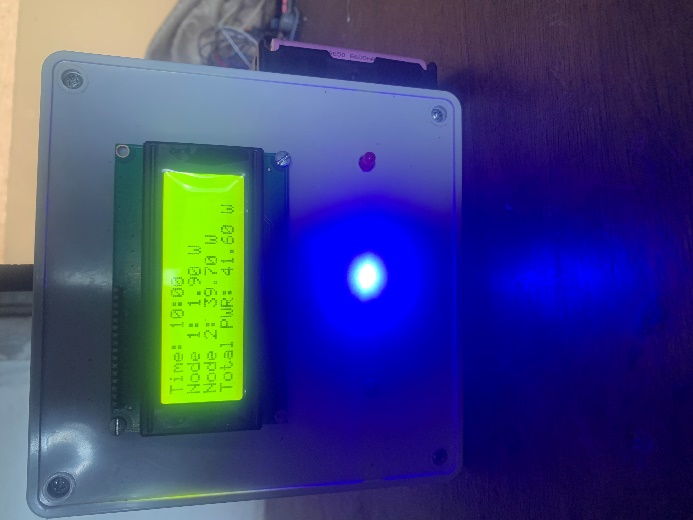 Time: 10:00
Node 1: 1.90 W
Node 2: 39.70 W
Total PWR: 41.60 W